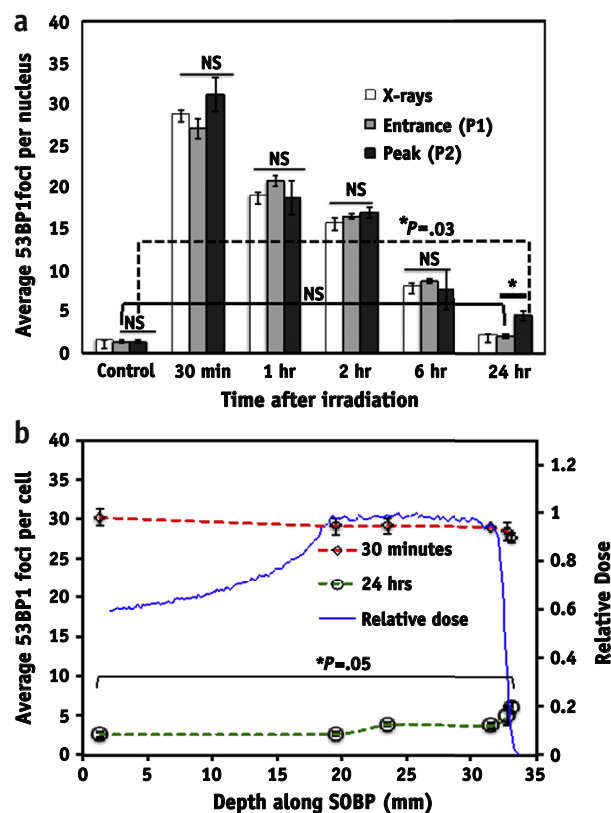 a
Average 53BP1foci per nucleus
40
35
30
25
20
15
10
5
0
NS
NS
NS
NS
NS
NS
*P=.03
*
X-rays
Entrance (P1)
Peak (P2)
Control 30 min 1 hr 2 hr 6 hr 24 hr
Time after irradiation
b
Average 53BP1 foci per cell
40
35
30
25
20
15
10
5
0
30 minutes
24 hrs
Relative dose
*P=.05
1.2
1
0.8
0.6
0.4
0.2
0
Relative Dose
0 5 10 15 20 25 30 35
Depth along SOBP (mm)